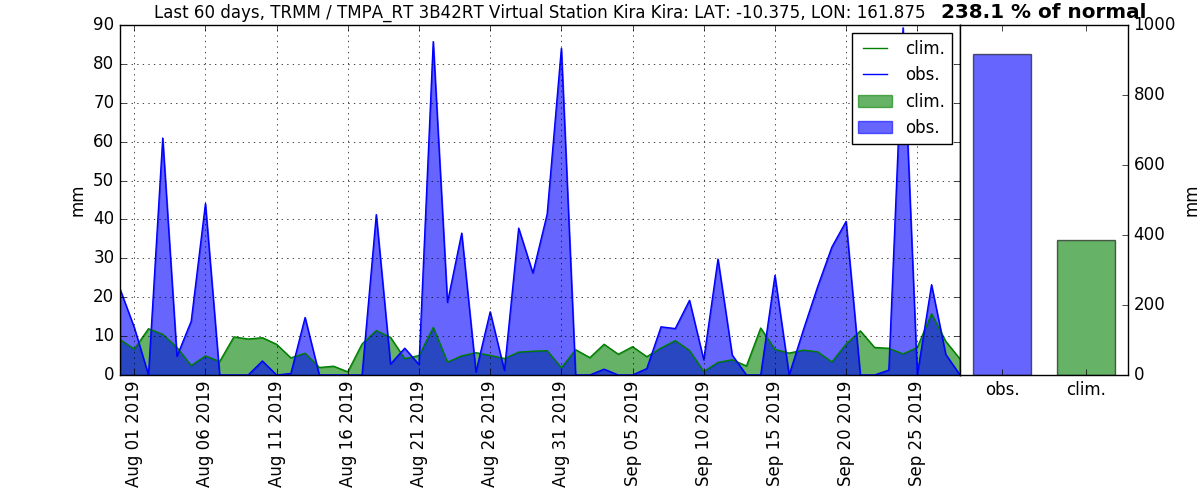 Last 60 days, TRMM / TMPA_RT 3B42RT Virtual Station Kira Kira: LAT: -10.375, LON: 161.875
238.1 % of normal
90
80
70
60
50
40
30
20
10
0
mm
clim.
obs.
clim.
obs.
1000
800
600
400
200
0
mm
Aug 01 2019
Aug 06 2019
Aug 11 2019
Aug 16 2019
Aug 21 2019
Aug 26 2019
Aug 31 2019
Sep 05 2019
Sep 10 2019
Sep 15 2019
Sep 20 2019
Sep 25 2019
obs.
clim.